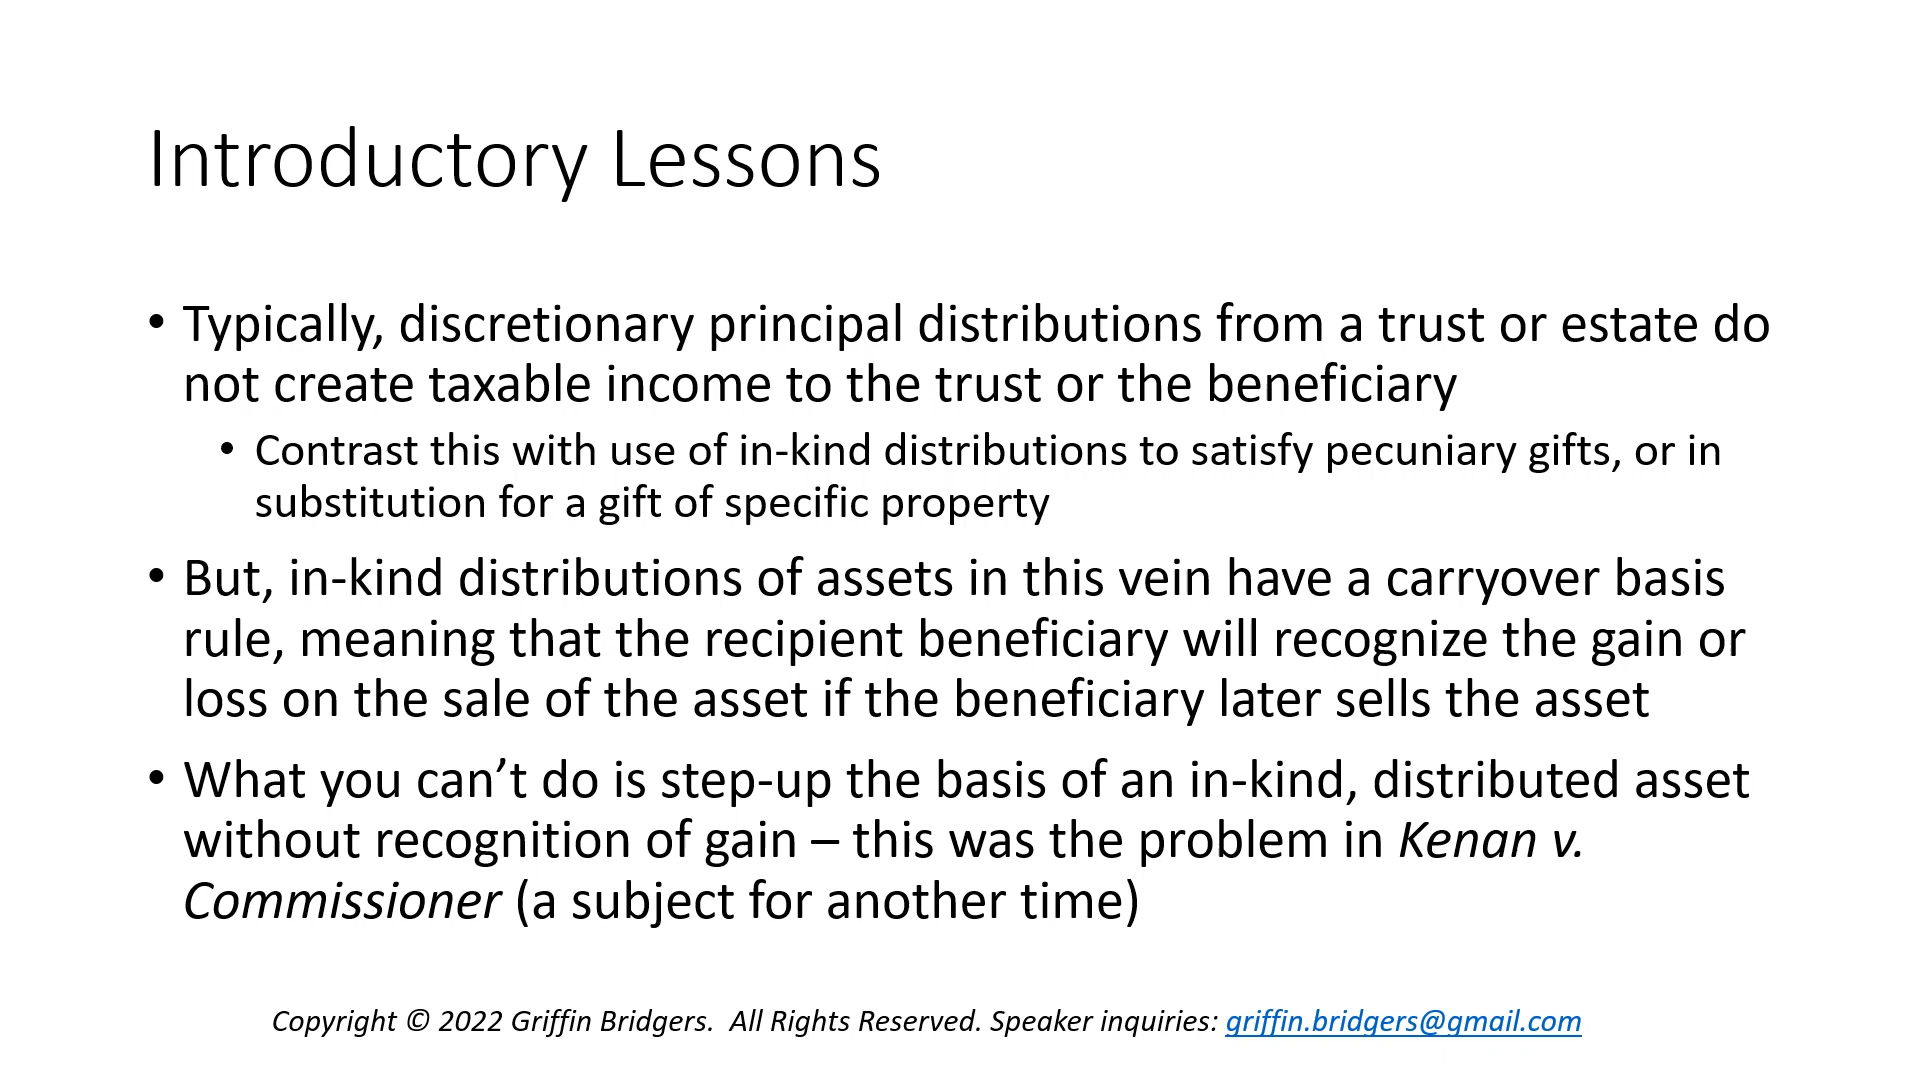 Introductory Lessons
• Typically, discretionary principal distributions from a trust or estate do
not create taxable income to the trust or the beneficiary
• Contrast this with use of in-kind distributions to satisfy pecuniary gifts, or in
substitution for a gift of specific property
• But, in-kind distributions of assets in this vein have a carryover basis
rule, meaning that the recipient beneficiary will recognize the gain or
loss on the sale of the asset if the beneficiary later sells the asset
• What you can’t do is step-up the basis of an in-kind, distributed asset
without recognition of gain – this was the problem in Kenan v.
Commissioner (a subject for another time)
Copyright © 2022 Griffin Bridgers.  All Rights Reserved. Speaker inquiries: griffin.bridgers@gmail.com